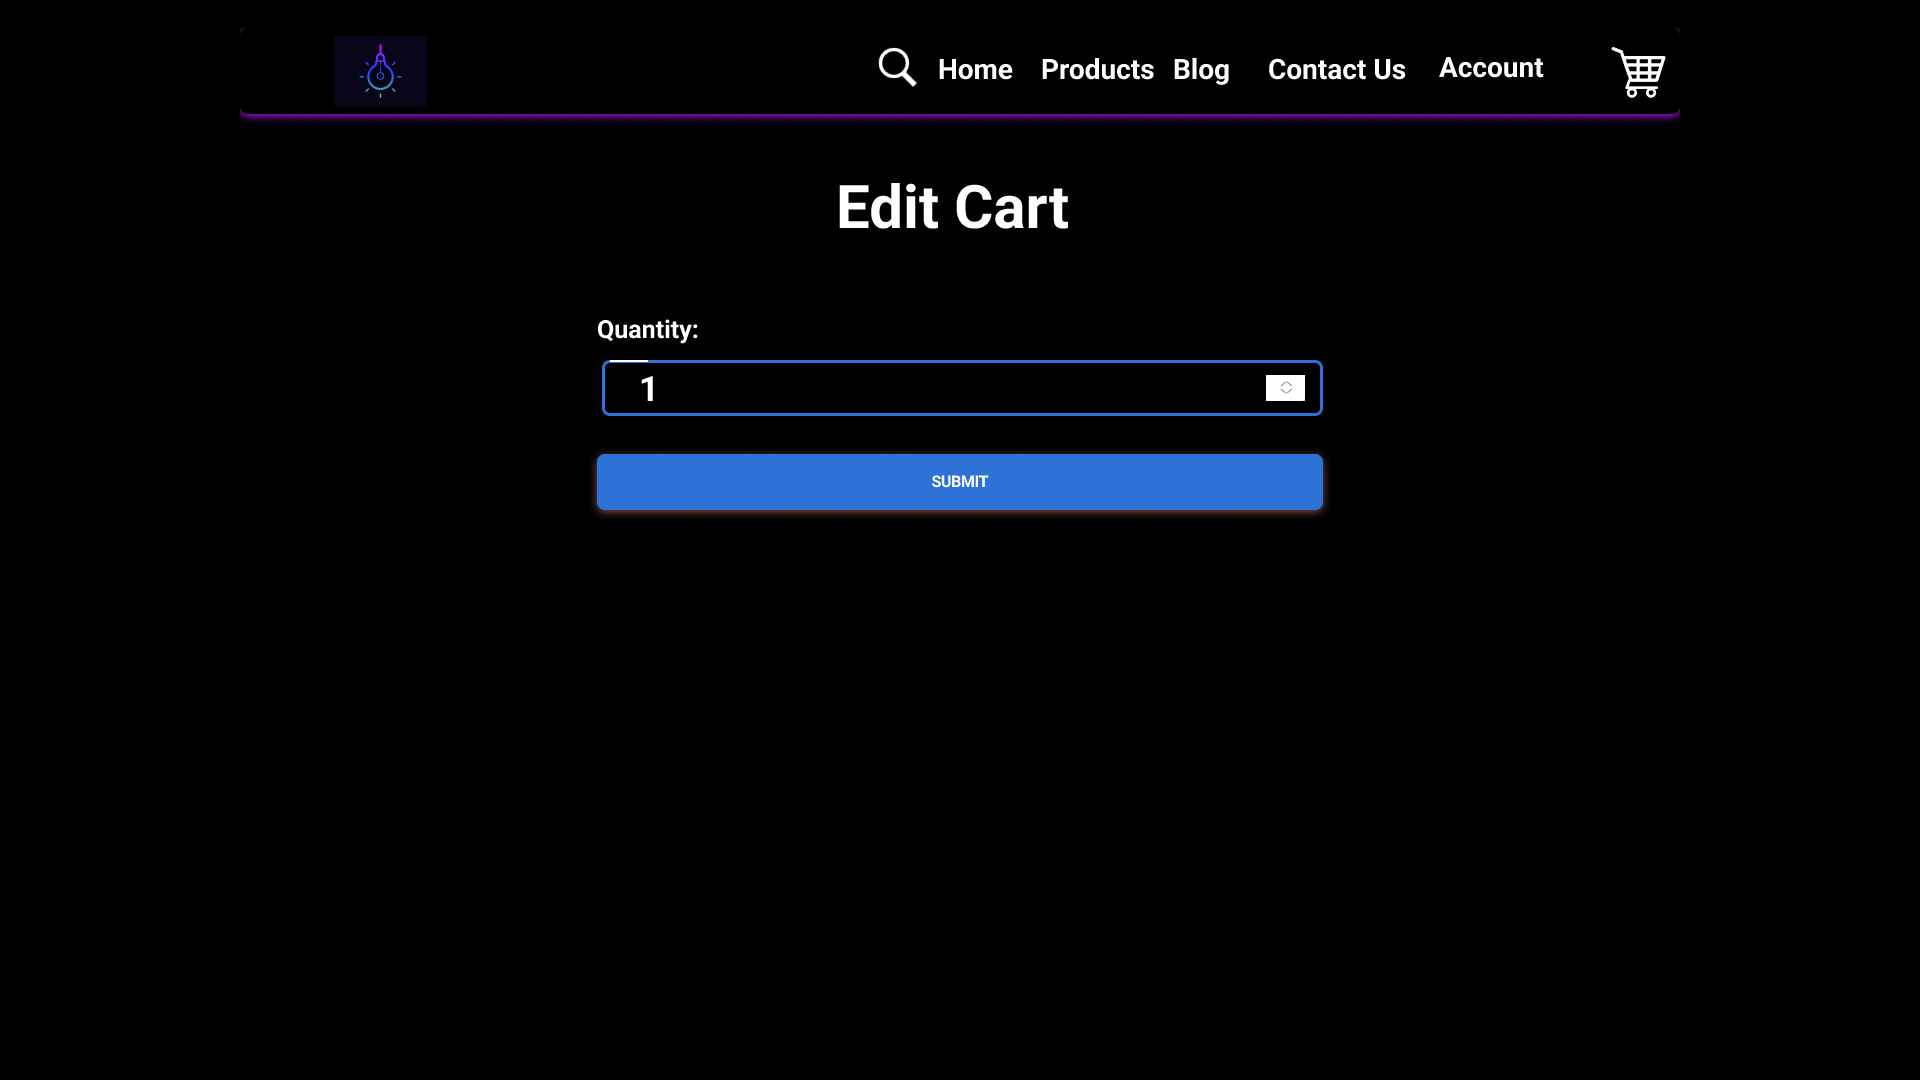 Home Products Blog Contact Us Account
Edit Cart
Quantity:
1
SUBMIT